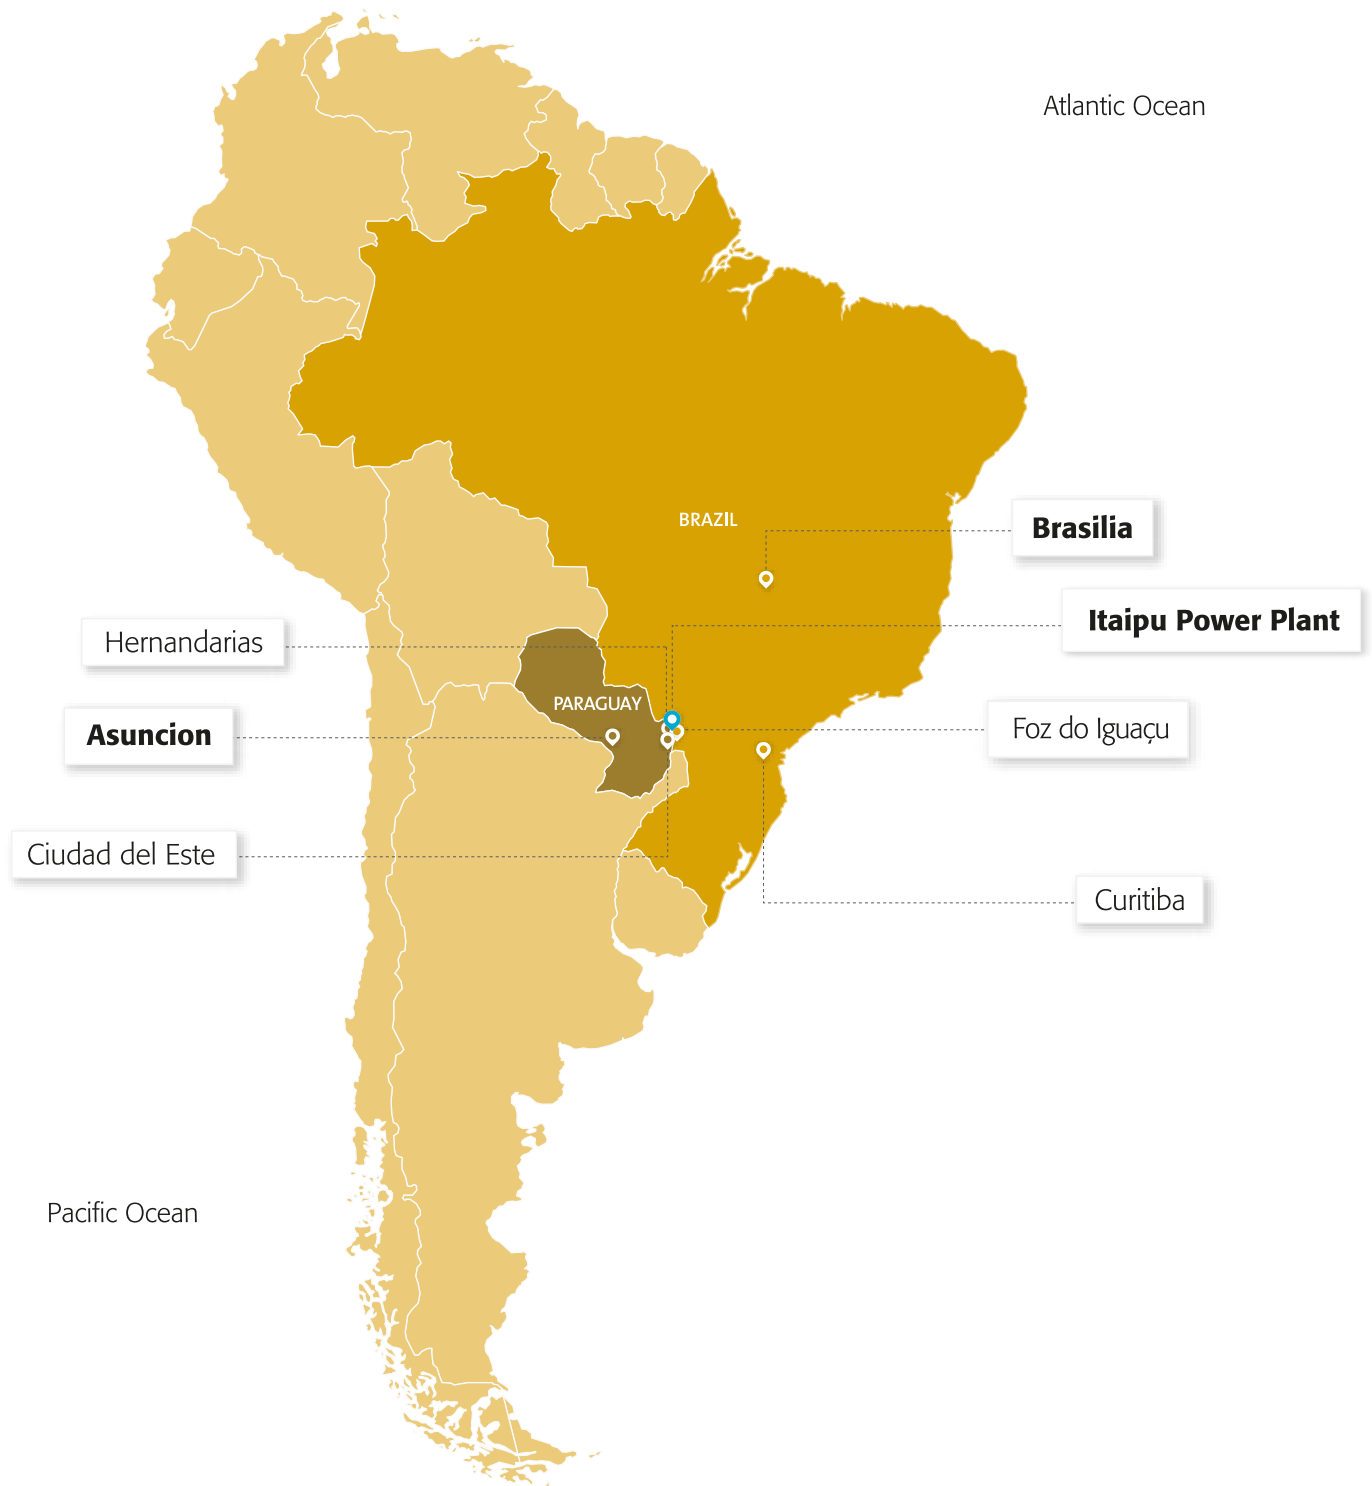 Atlantic Ocean
BRAZIL
Brasilia
Itaipu Power Plant
Hernandarias
PARAGUAY
Asuncion
Foz do Iguaçu
Ciudad del Este
Curitiba
Pacific Ocean